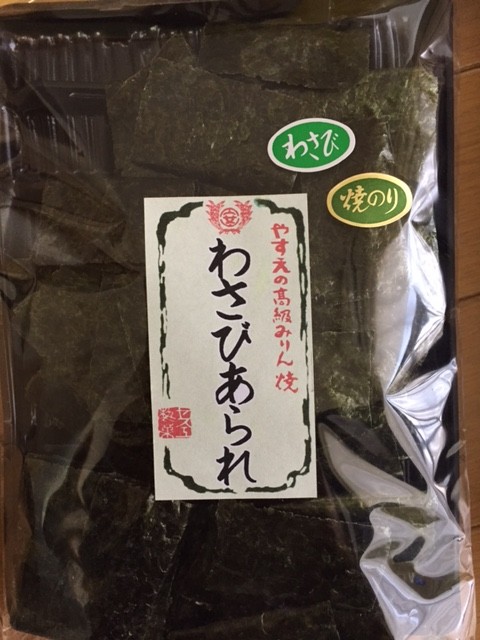 わさび
焼のり
やすえの高級みりん焼
わさびあられ